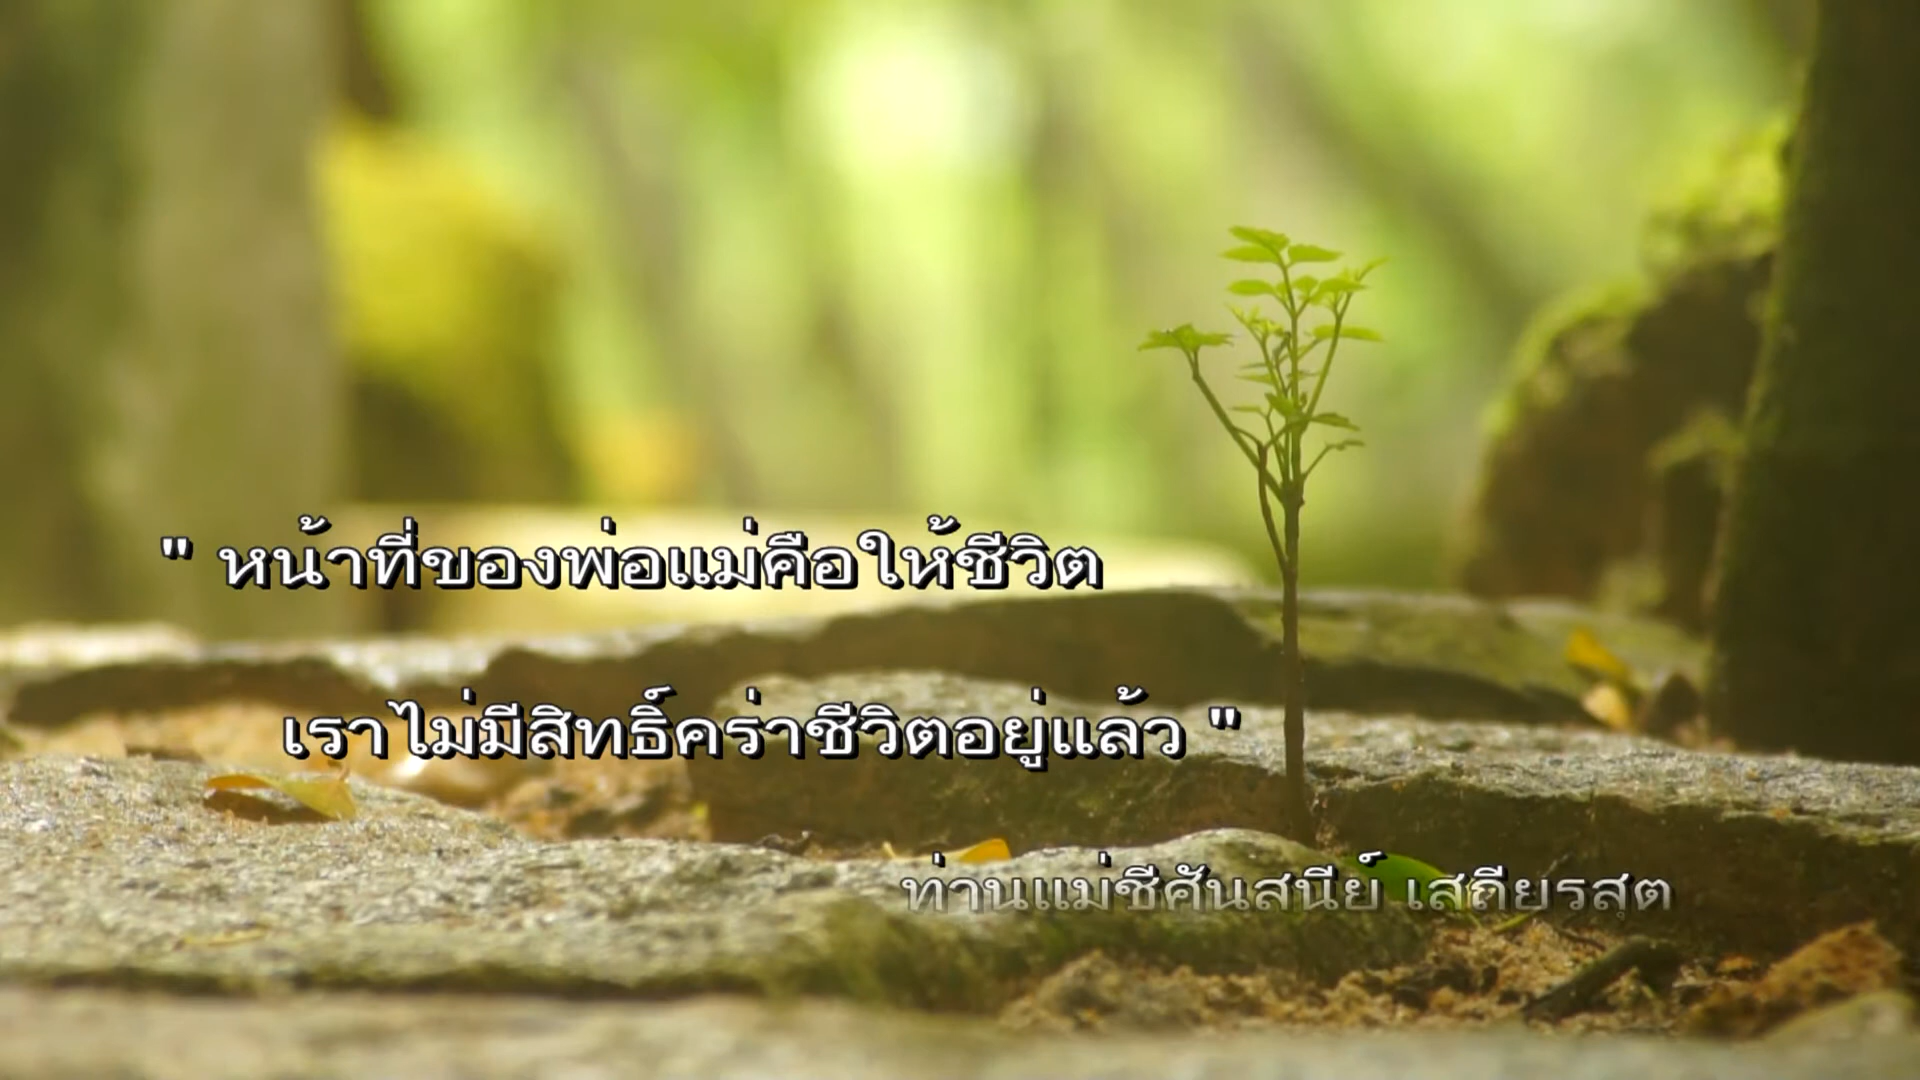 " หน้าที่ของพ่อแม่คือให้ชีวิต
เราไม่มีสิทธิ์คร่าชีวิตอยู่แล้ว "
ท่านแม่ชีศันสนีย์ เสถียรสุต